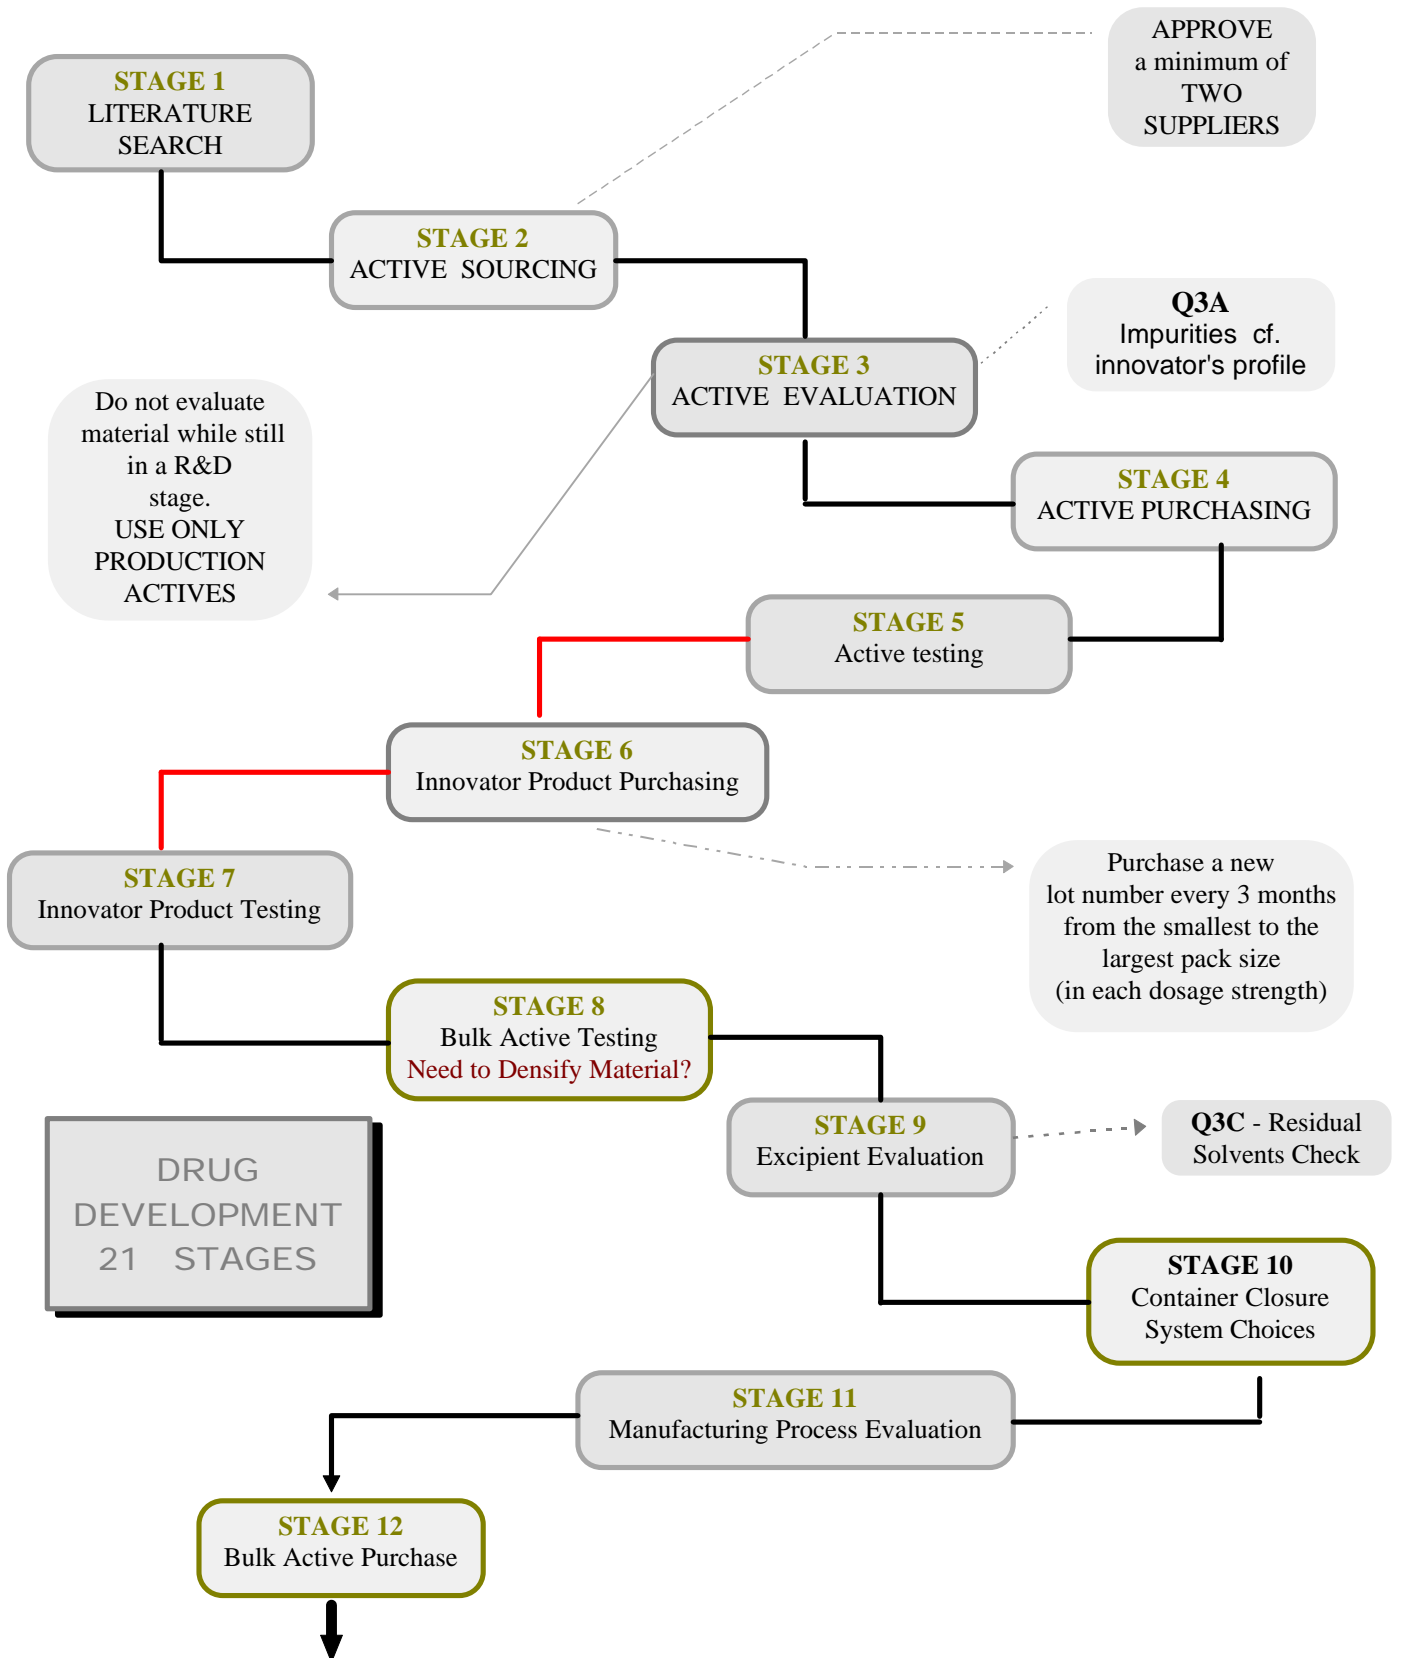 APPROVE
a minimum of
TWO
SUPPLIERS
STAGE 1
LITERATURE
SEARCH
STAGE 2
ACTIVE SOURCING
Q3A
Impurities cf.
innovator's profile
STAGE 3
ACTIVE EVALUATION
Do not evaluate
material while still
in a R&D
stage.
USE ONLY
PRODUCTION
ACTIVES
STAGE 4
ACTIVE PURCHASING
STAGE 5
Active testing
STAGE 6
Innovator Product Purchasing
STAGE 7
Innovator Product Testing
Purchase a new
lot number every 3 months
from the smallest to the
largest pack size
(in each dosage strength)
STAGE 8
Bulk Active Testing
Need to Densify Material?
STAGE 9
Excipient Evaluation
Q3C - Residual
Solvents Check
DRUG
DEVELOPMENT
21 STAGES
STAGE 10
Container Closure
System Choices
STAGE 11
Manufacturing Process Evaluation
STAGE 12
Bulk Active Purchase